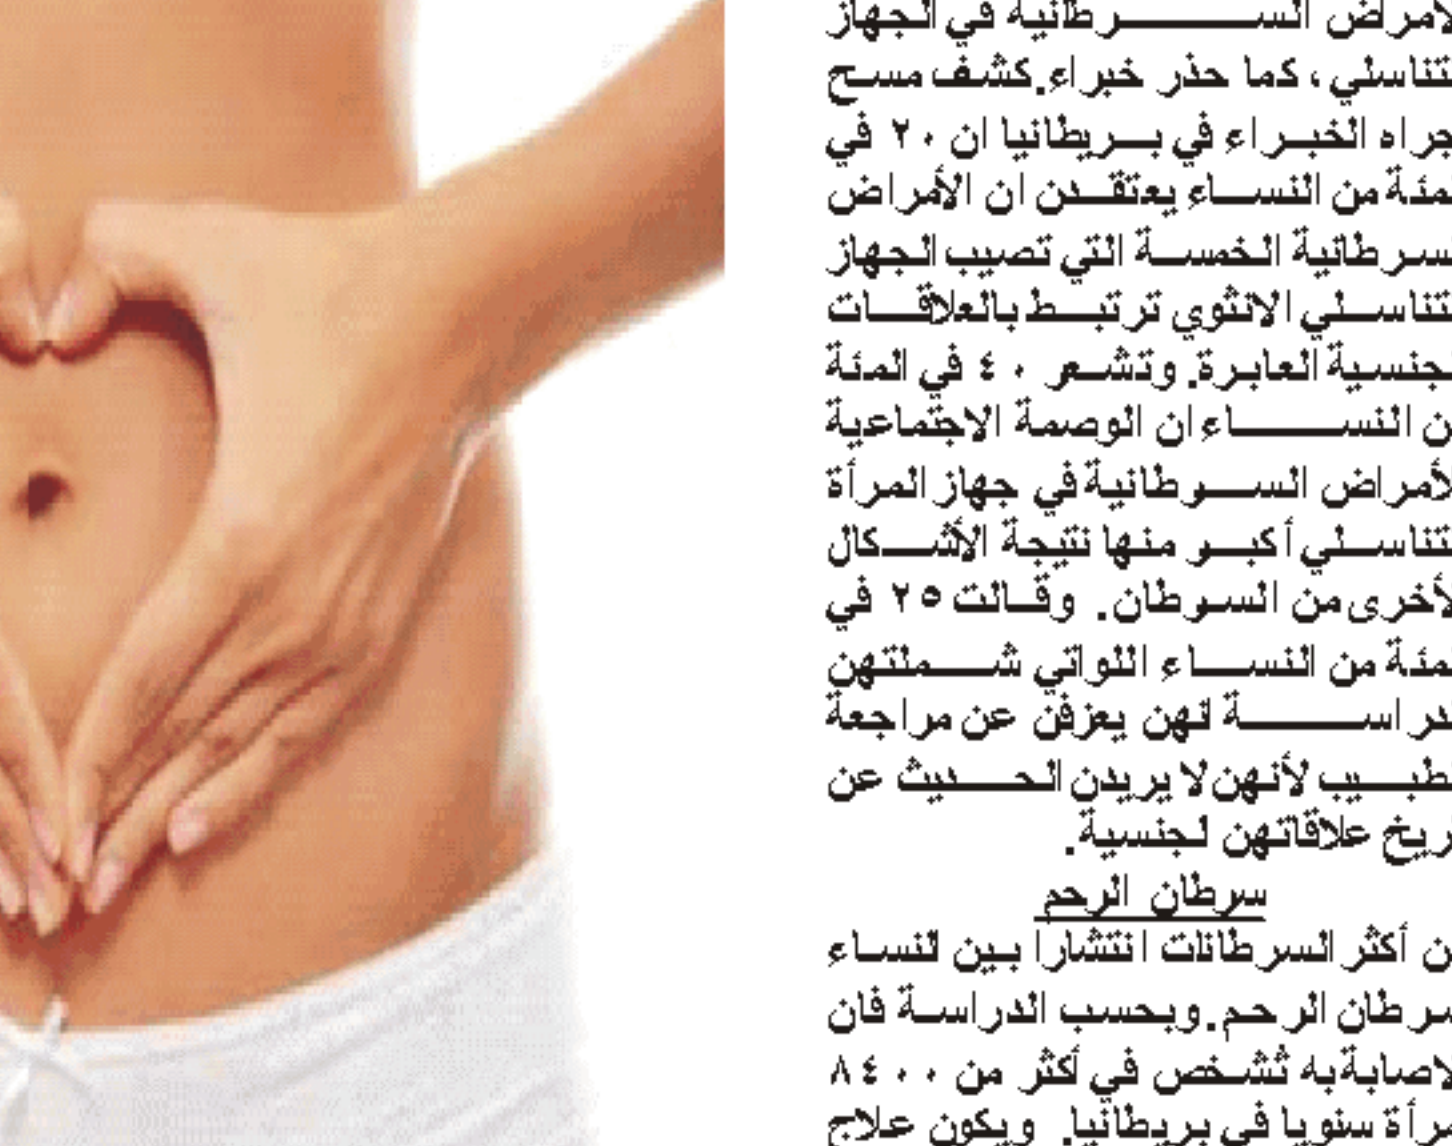 لأمراض السرطانية في الجهاز
تناسلي، كما حذر خبراء. كشف مسح
جراه الخبراء في بريطانيا ان ٢٠ في
لمئة من النساء يعتقدن ان الأمراض
لسرطانية الخمسة التي تصيب الجهاز
تناسلي الانثوي ترتبط بالعلاقات
لجنسية العابرة. وتشعر ٤٠ في المئة
ن النساء ان الوصمة الاجتماعية
لأمراض السرطانية في جهاز المرأة
تناسلي أكبر منها نتيجة الأشكال
لأخرى من السرطان. وقالت ٢٥ في
لمئة من النساء اللواتي شملتهن
لدراسة انهن يعزفن عن مراجعة
لطبيب لأنهن لا يريدن الحديث عن
ريخ علاقاتهن لجنسية.
سرطان الرحم
ن أكثر السرطانات انتشارا بين لنساء
سرطان الرحم. وبحسب الدراسة فان
لاصابة به تشخص في أكثر من ٨٤٠٠
مرأة سنويا في بريطانيا. ويكون علاج